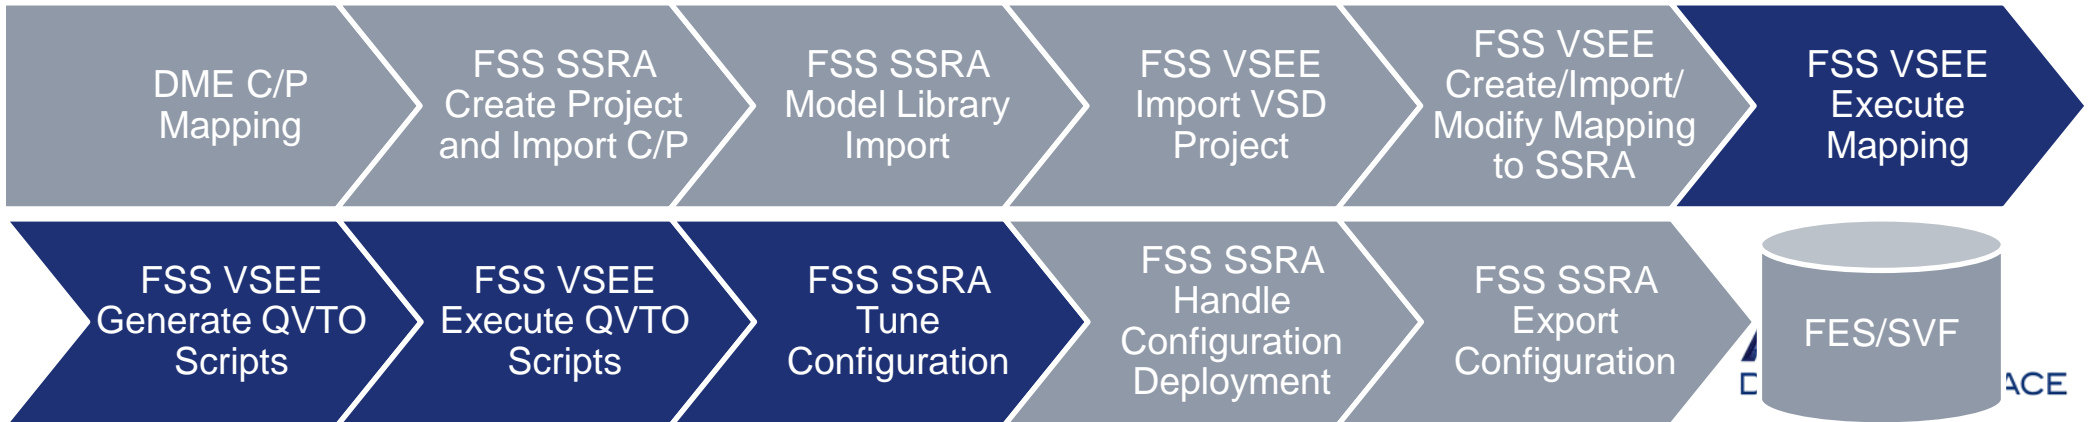 DME C/P
Mapping
FSS SSRA
Create Project
and Import C/P
FSS SSRA
Model Library
Import
FSS VSEE
Import VSD
Project
FSS VSEE
Create/Import/
Modify Mapping
to SSRA
FSS VSEE
Execute
Mapping
FSS VSEE
Generate QVTO
Scripts
FSS VSEE
Execute QVTO
Scripts
FSS SSRA
Tune
Configuration
FSS SSRA
Handle
Configuration
Deployment
FSS SSRA
Export
Configuration
FES/SVF